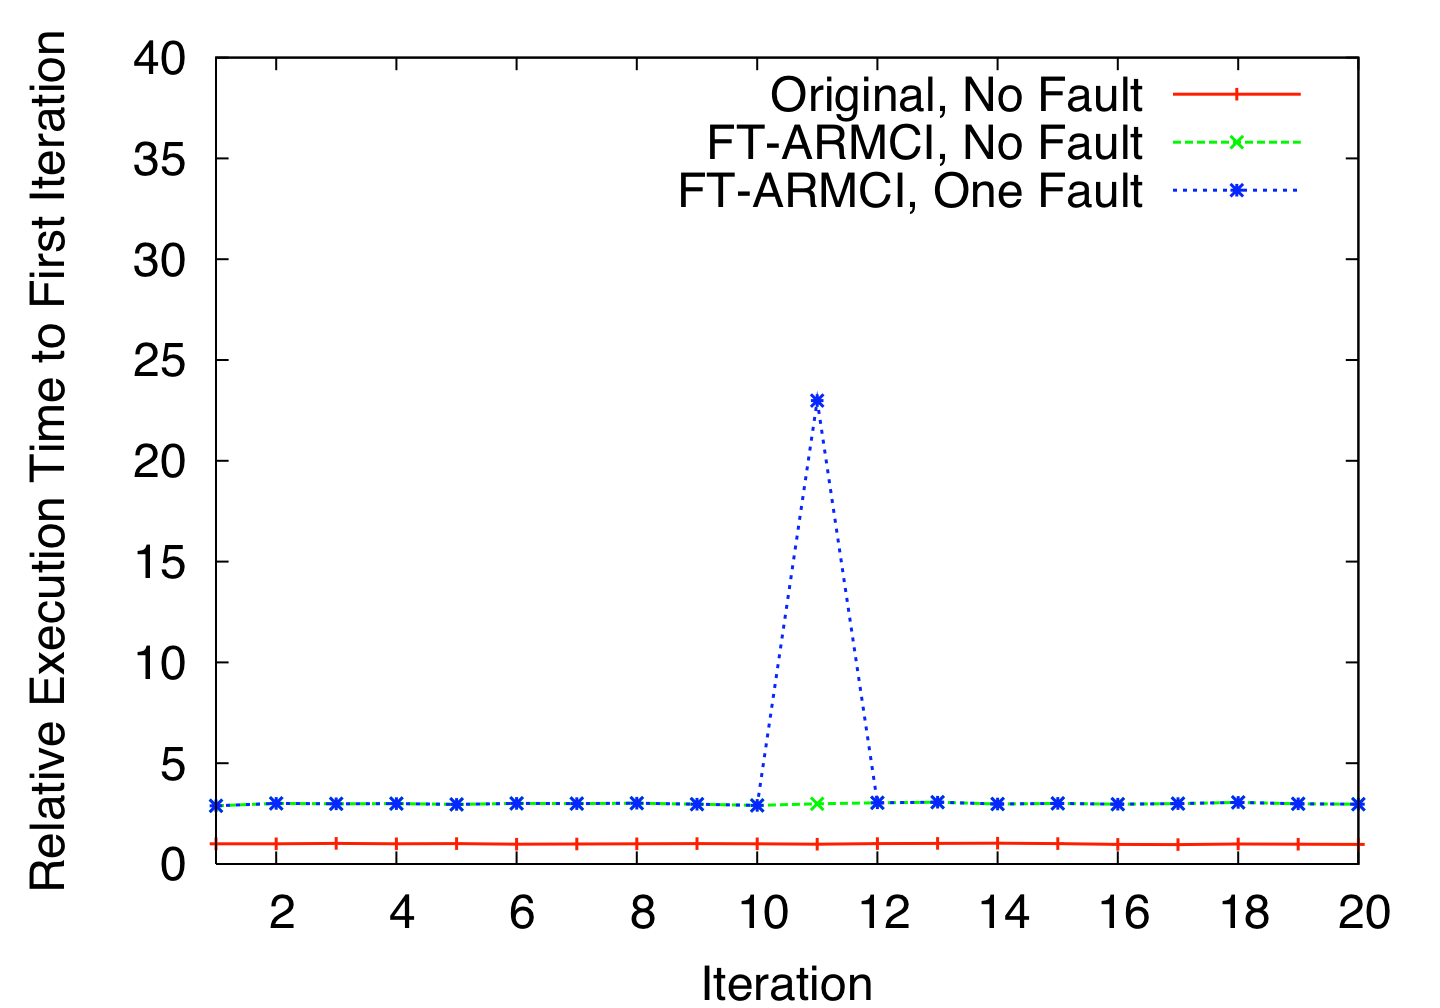 Relative Execution Time to First Iteration
40
35
30
25
20
15
10
5
0
Original, No Fault
FT-ARMCI, No Fault
FT-ARMCI, One Fault
2 4 6 8 10 12 14 16 18 20
Iteration